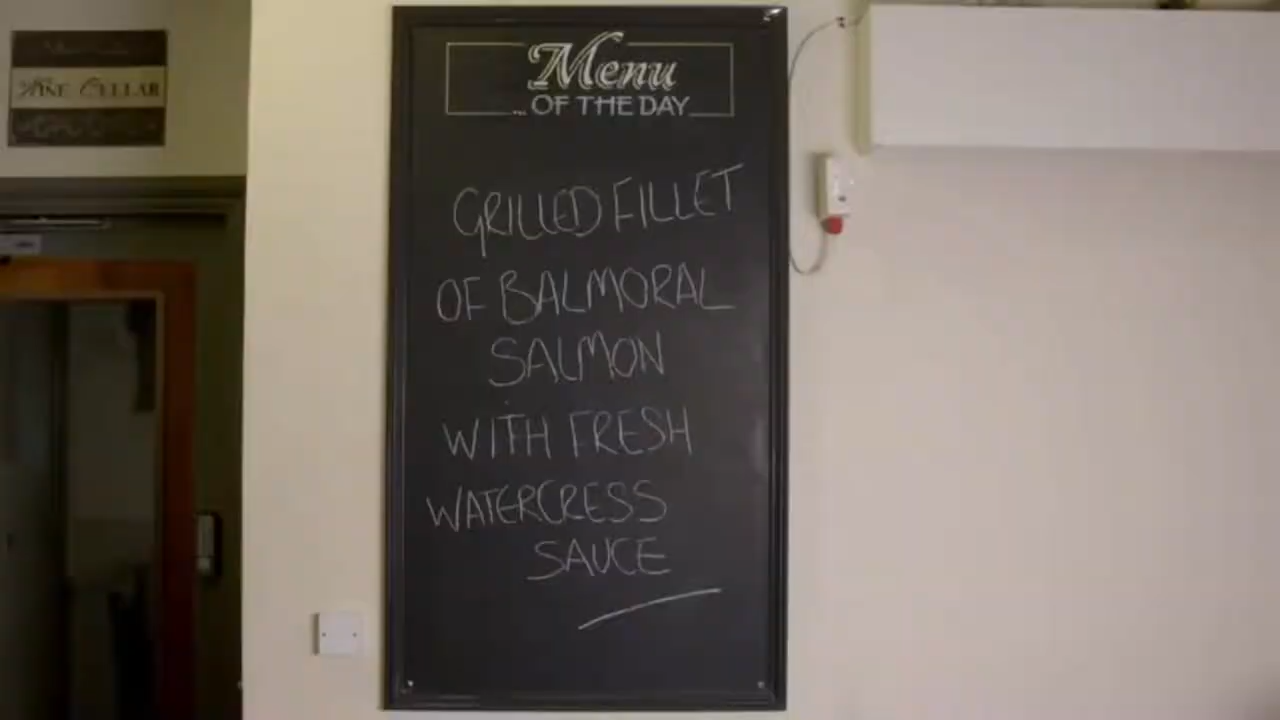 WINE CELLAR
Menu
... OF THE DAY
GRILLED FILLET
OF BALMORAL
SALMON
WITH FRESH
WATERCRESS
SAUCE